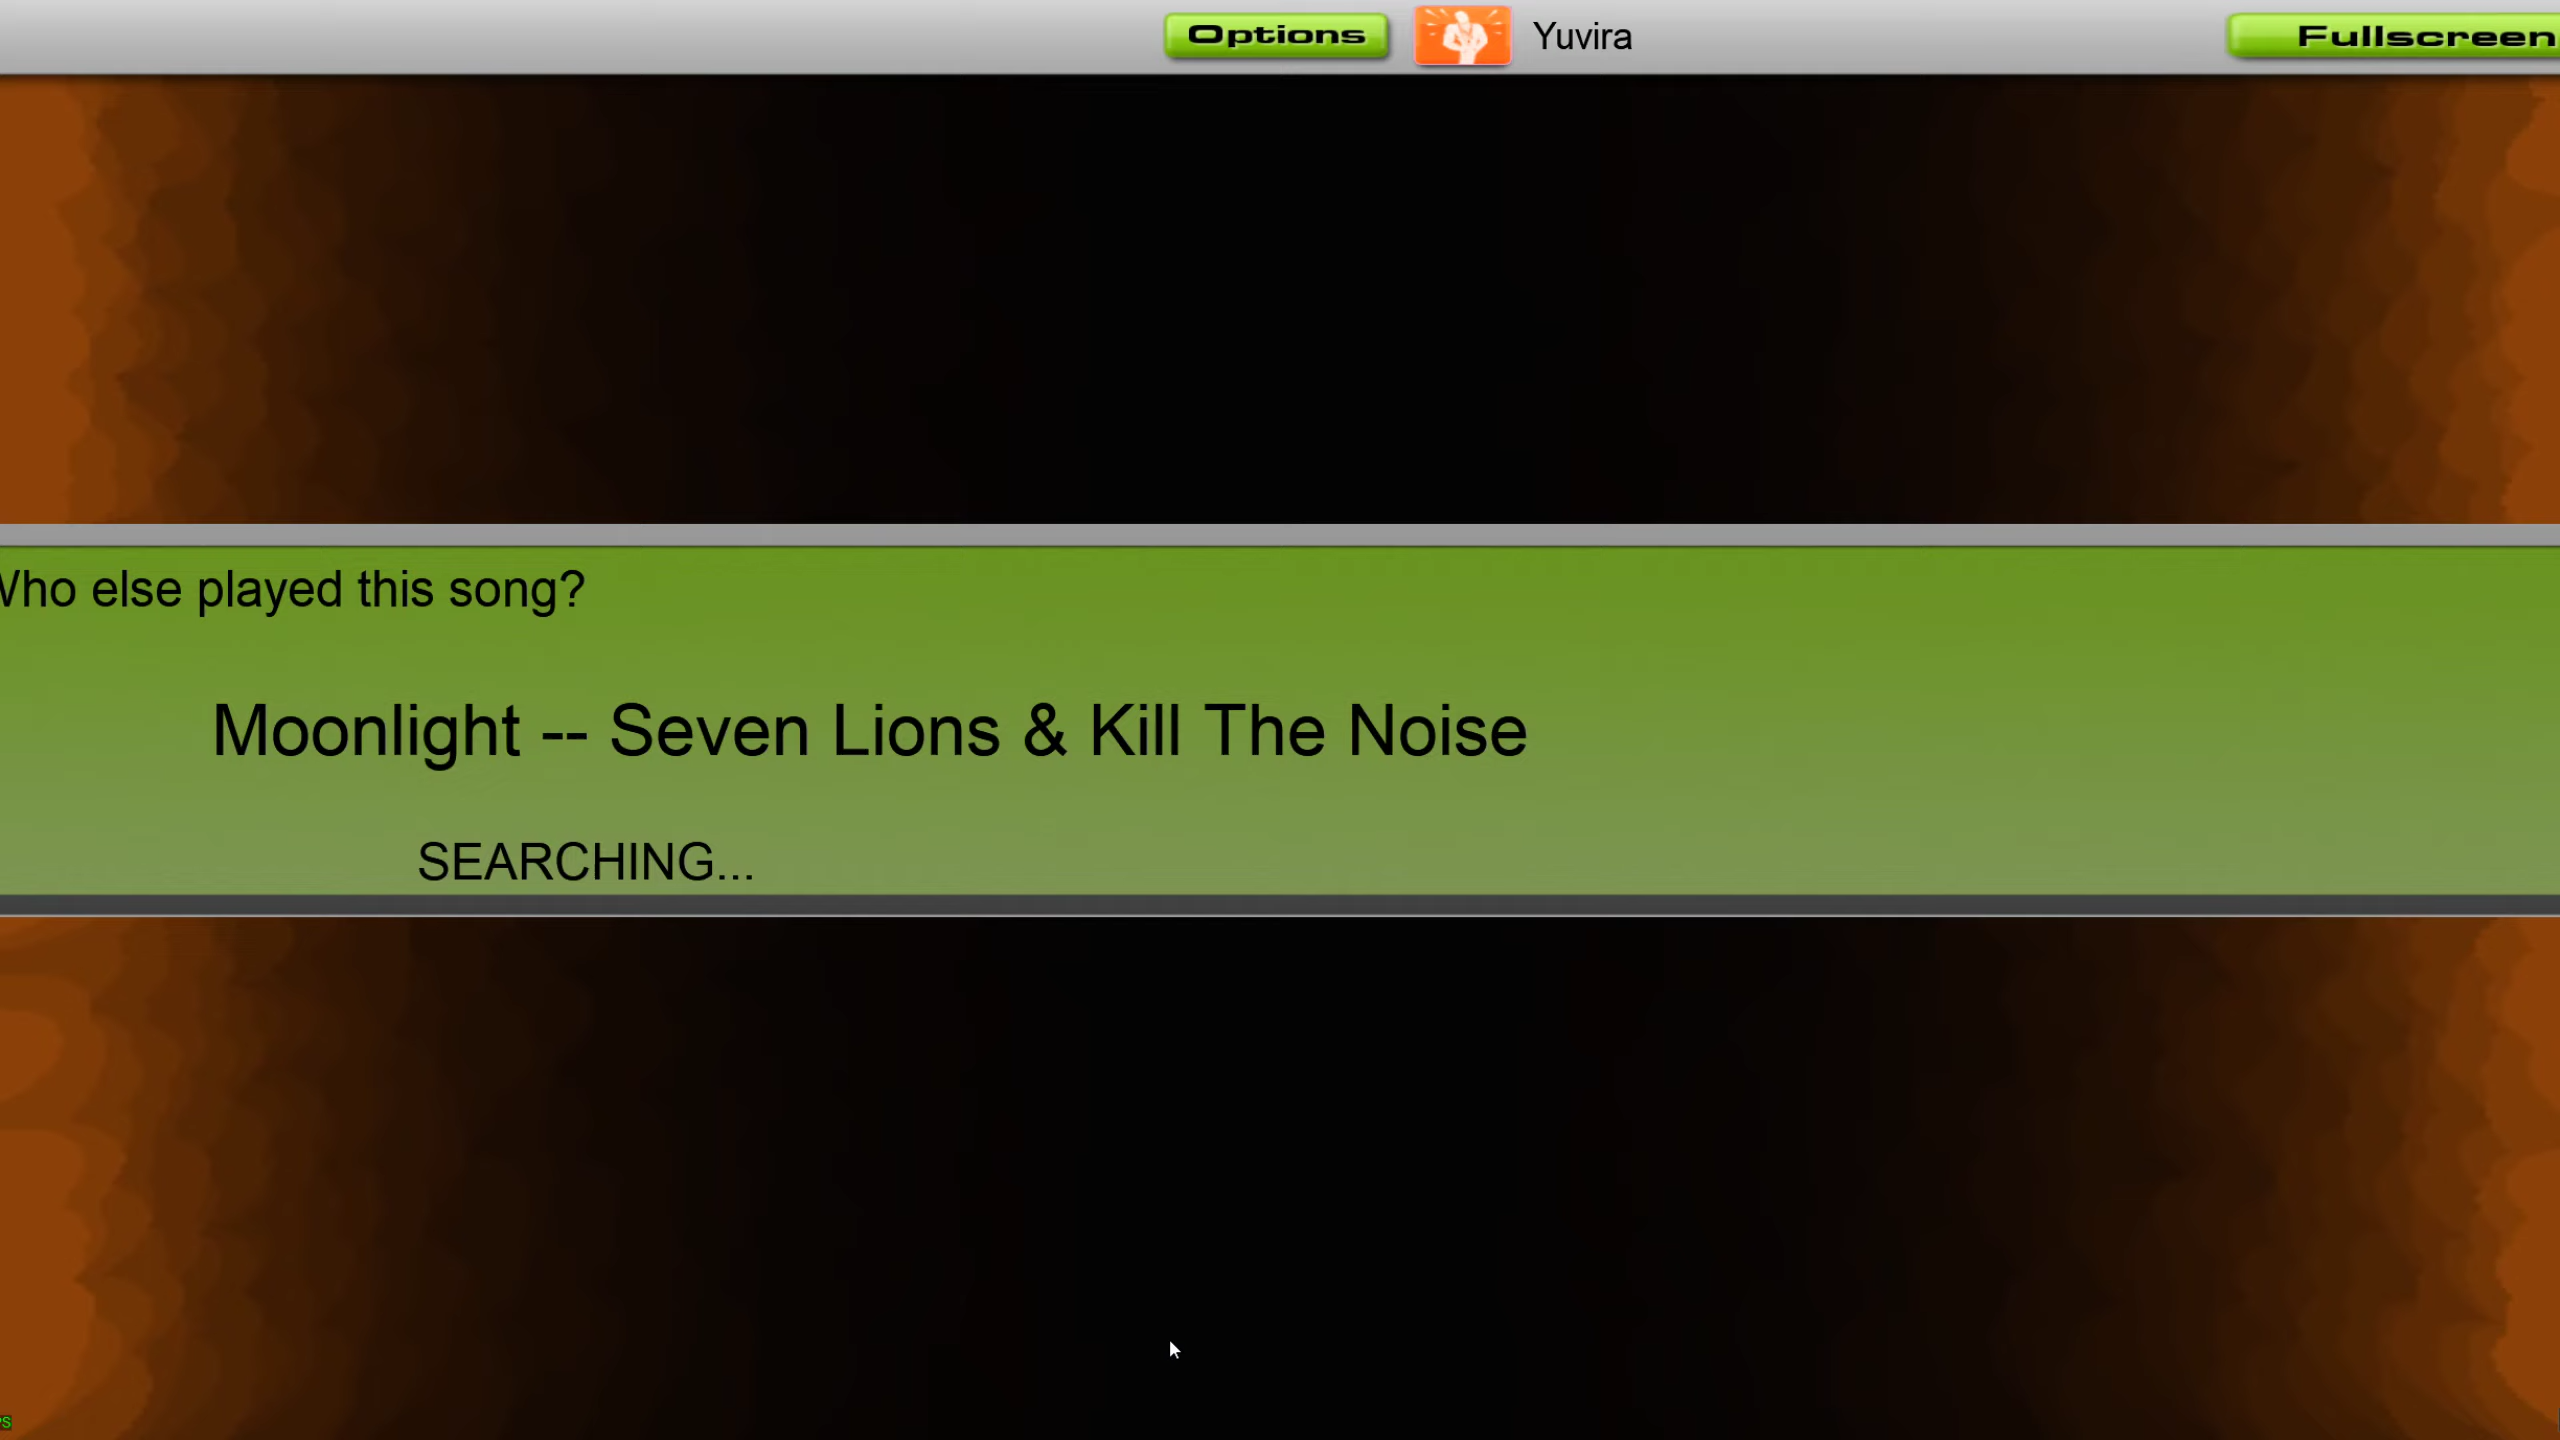 Options
Yuvira
Fullscreen
Who else played this song?
Moonlight -- Seven Lions & Kill The Noise
SEARCHING...